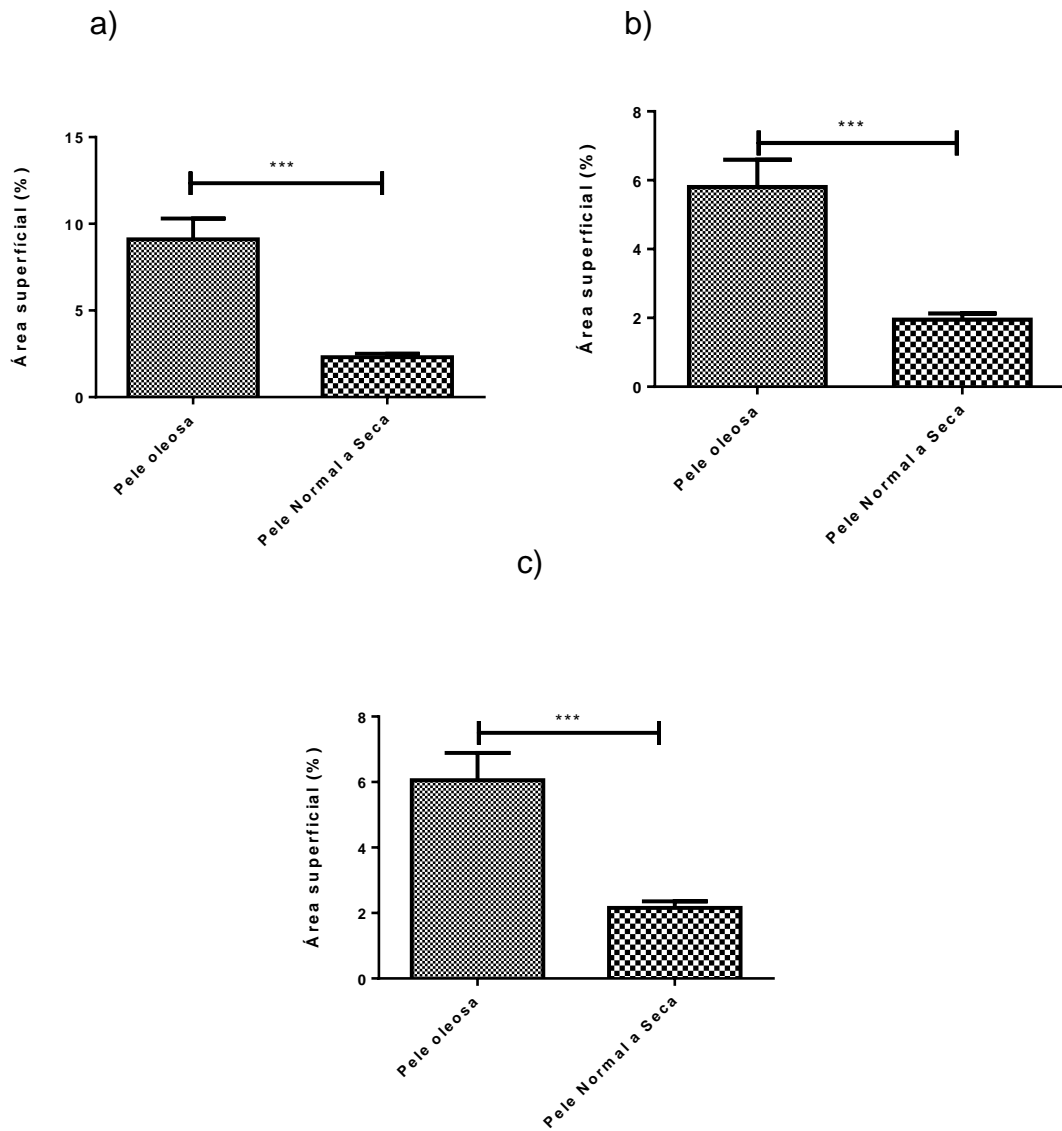 a)
b)
Área superficial (%)
15
10
5
0
***
Pele oleosa
Pele Normal a Seca
Área superficial (%)
8
6
4
2
0
***
Pele oleosa
Pele Normal a Seca
c)
Área superficial (%)
8
6
4
2
0
***
Pele oleosa
Pele Normal a Seca